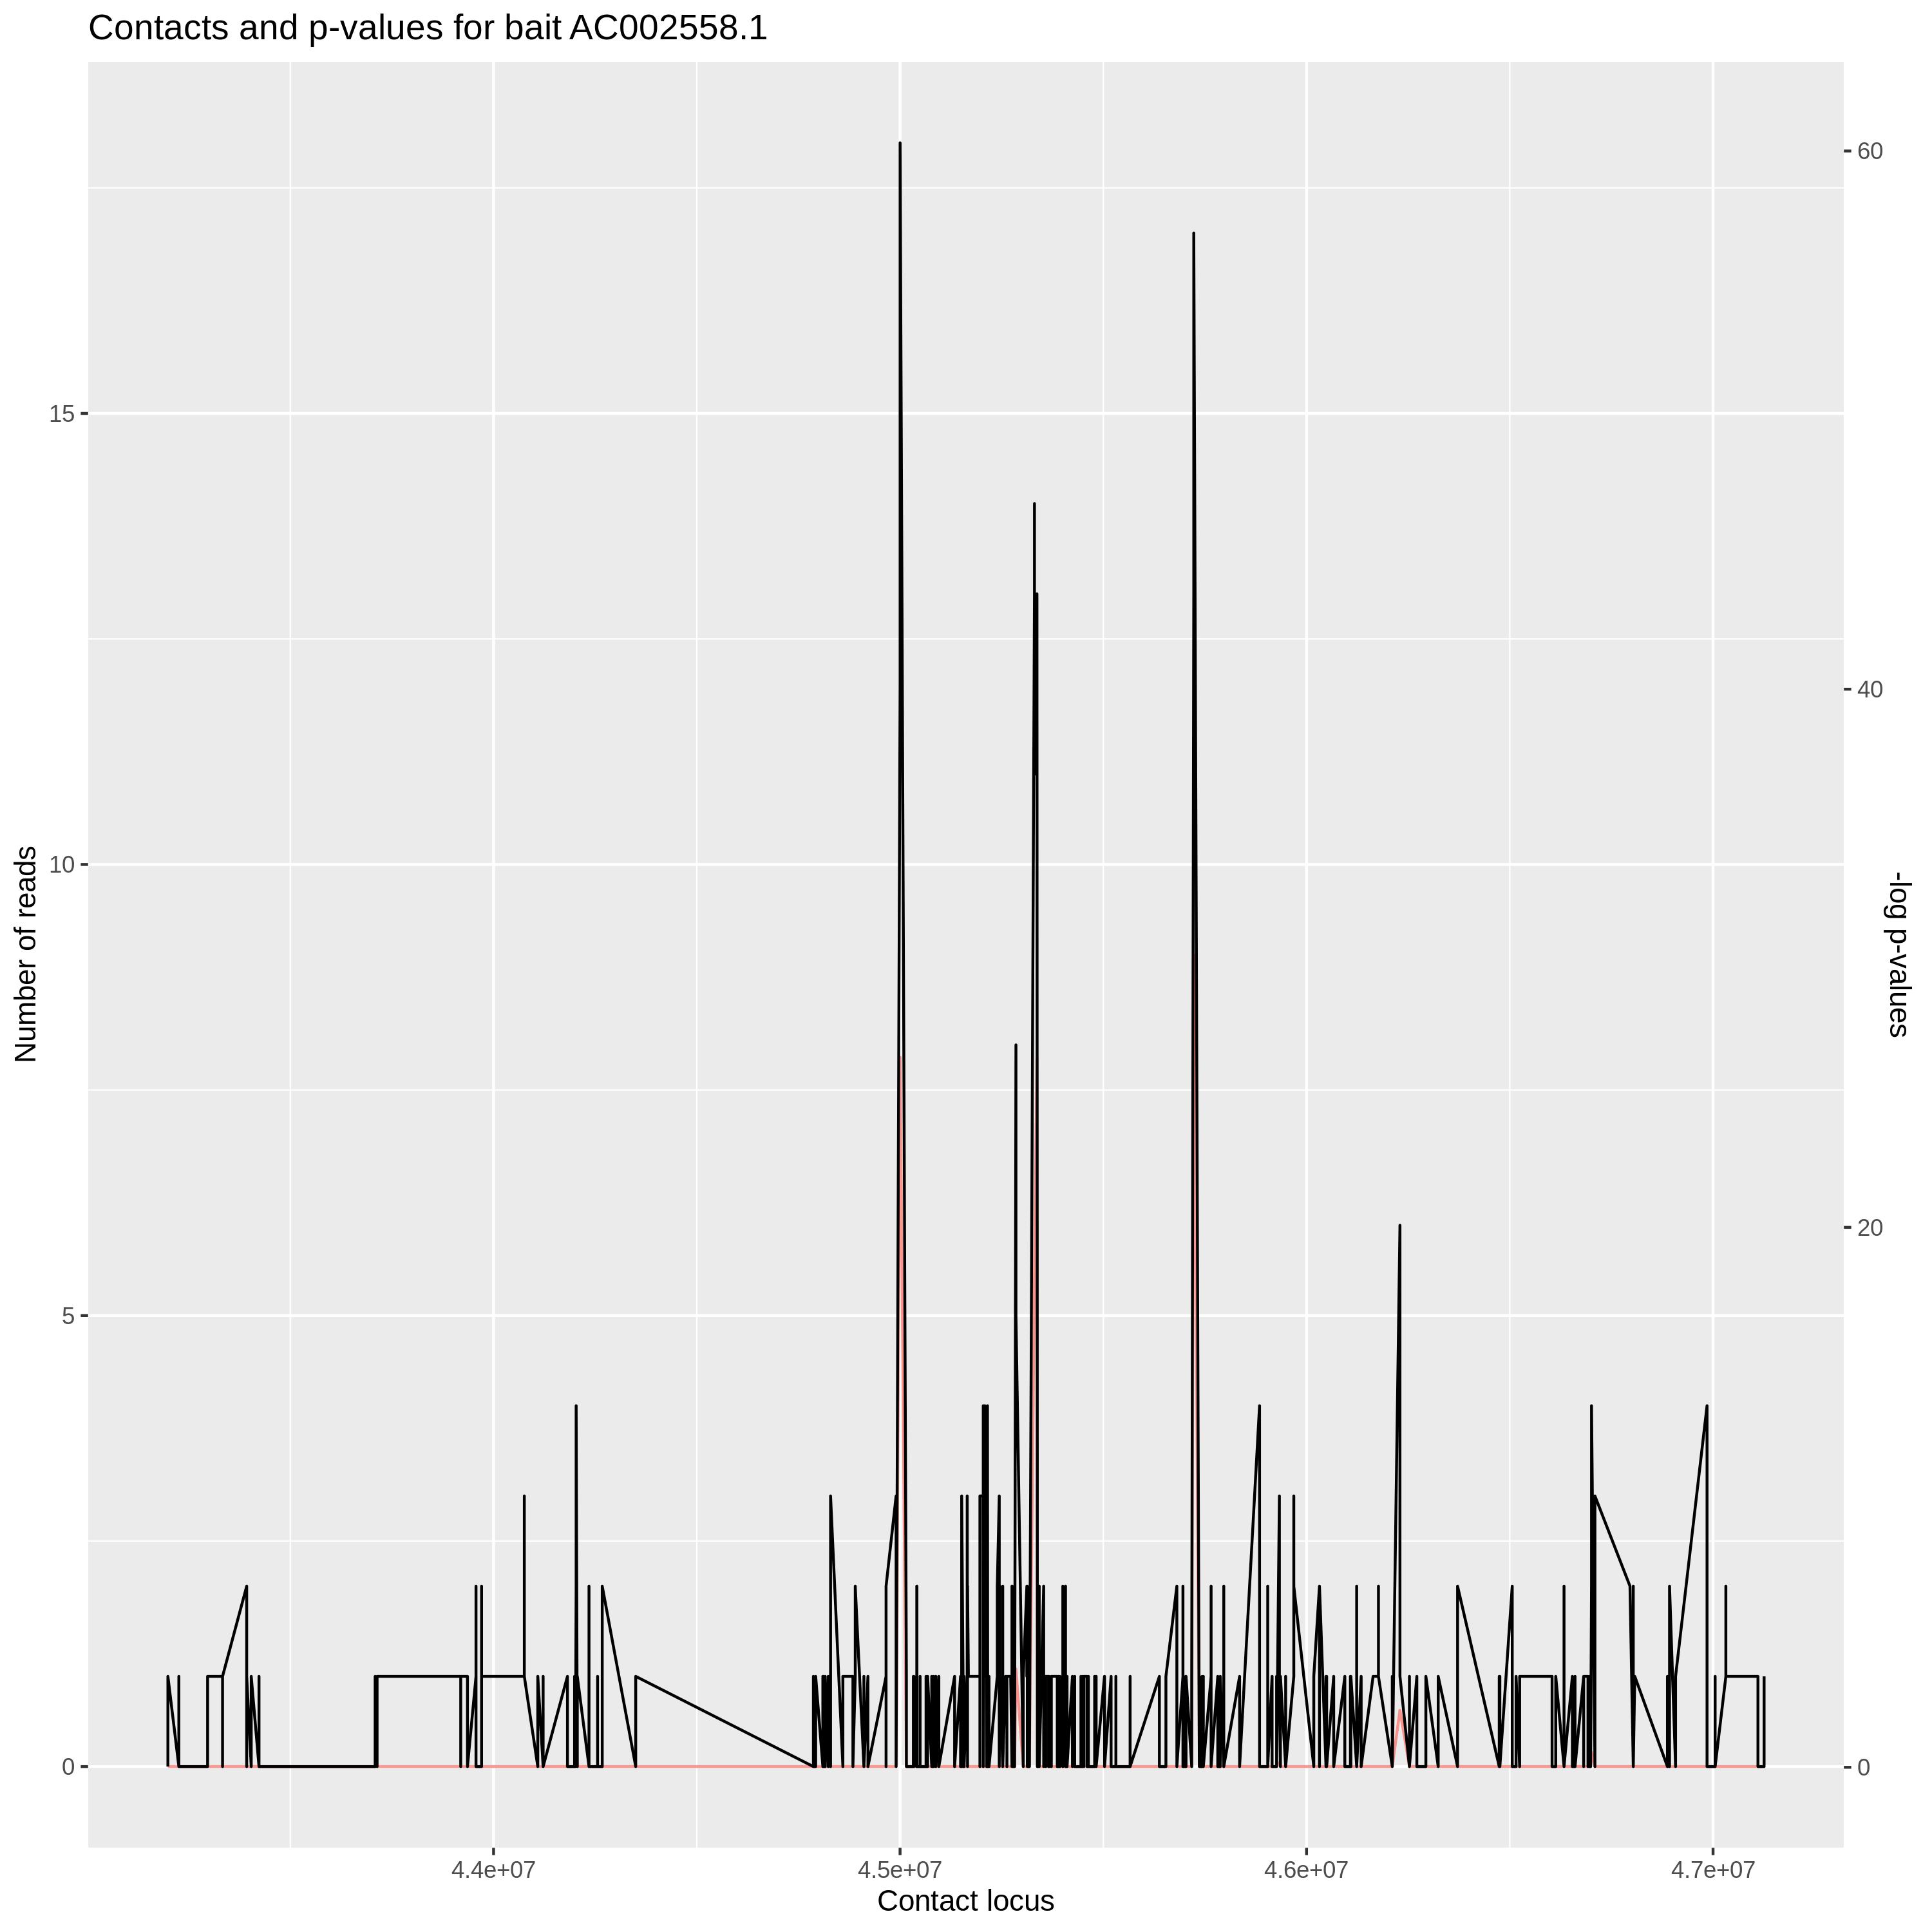 Contacts and p-values for bait AC002558.1
60
15
40
10
Number of reads
-log p-values
20
5
0
0
4.4e+07
4.5e+07
4.6e+07
4.7e+07
Contact locus